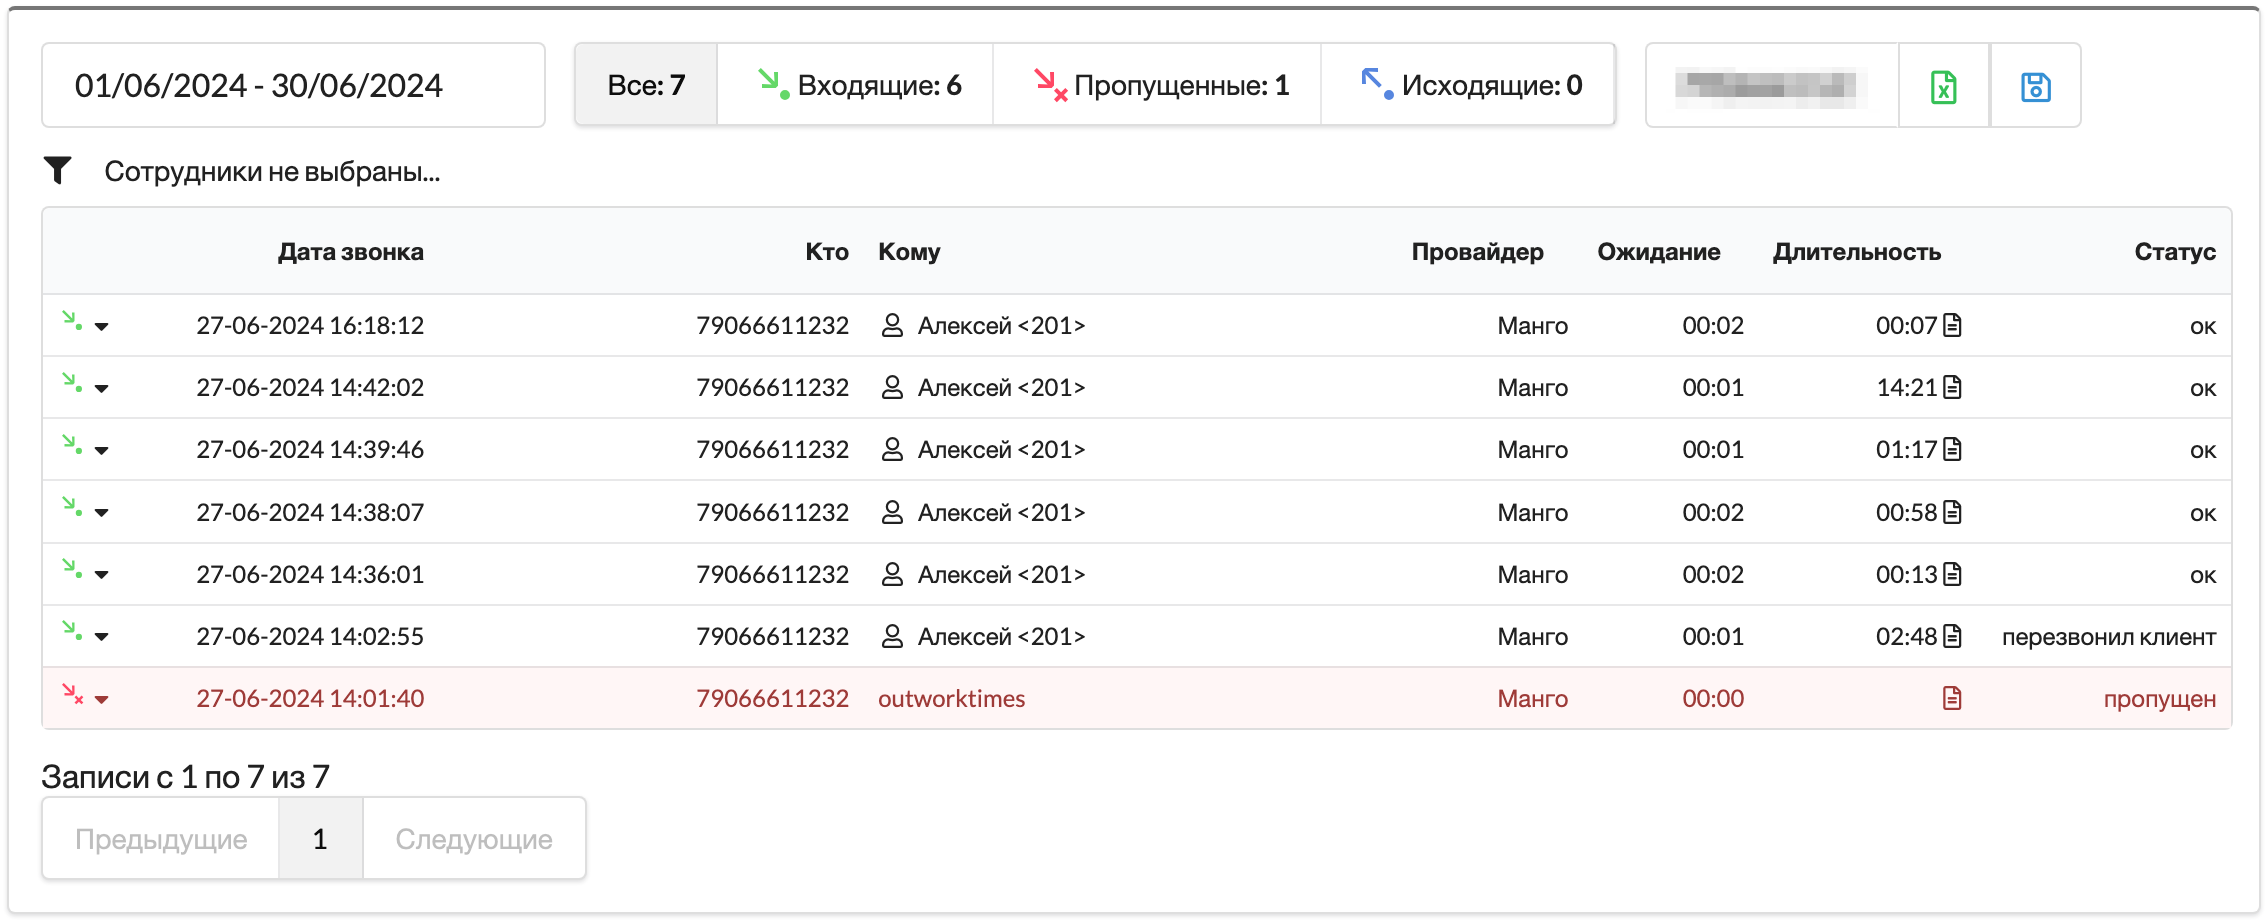 01/06/2024 - 30/06/2024 Все: 7 Входящие: 6 Пропущенные: 1 Исходящие: 0
Сотрудники не выбраны...
Дата звонка Кто Кому Провайдер Ожидание Длительность Статус
27-06-2024 16:18:12 79066611232 Алексей <201> Манго 00:02 00:07 ок
27-06-2024 14:42:02 79066611232 Алексей <201> Манго 00:01 14:21 ок
27-06-2024 14:39:46 79066611232 Алексей <201> Манго 00:01 01:17 ок
27-06-2024 14:38:07 79066611232 Алексей <201> Манго 00:02 00:58 ок
27-06-2024 14:36:01 79066611232 Алексей <201> Манго 00:02 00:13 ок
27-06-2024 14:02:55 79066611232 Алексей <201> Манго 00:01 02:48 перезвонил клиент
27-06-2024 14:01:40 79066611232 outworktimes Манго 00:00 пропущен
Записи с 1 по 7 из 7
Предыдущие 1 Следующие